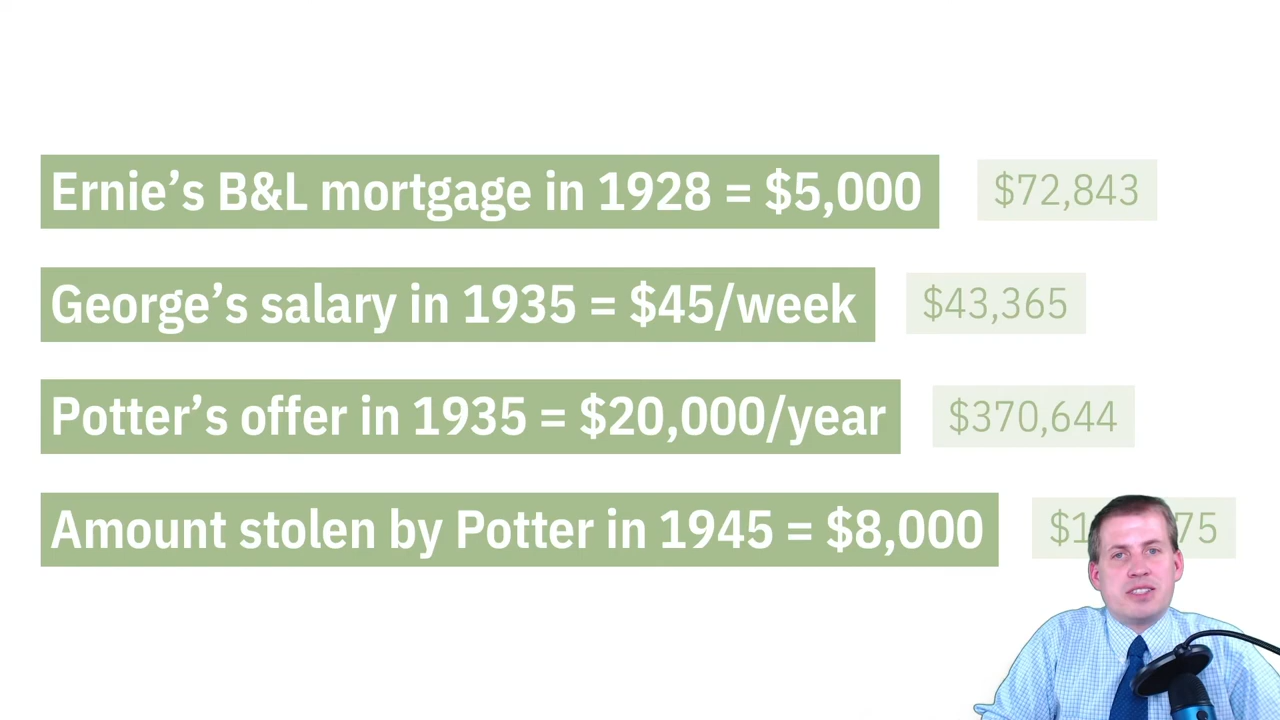 Ernie’s B&L mortgage in 1928 = $5,000 $72,843
George’s salary in 1935 = $45/week $43,365
Potter’s offer in 1935 = $20,000/year $370,644
Amount stolen by Potter in 1945 = $8,000